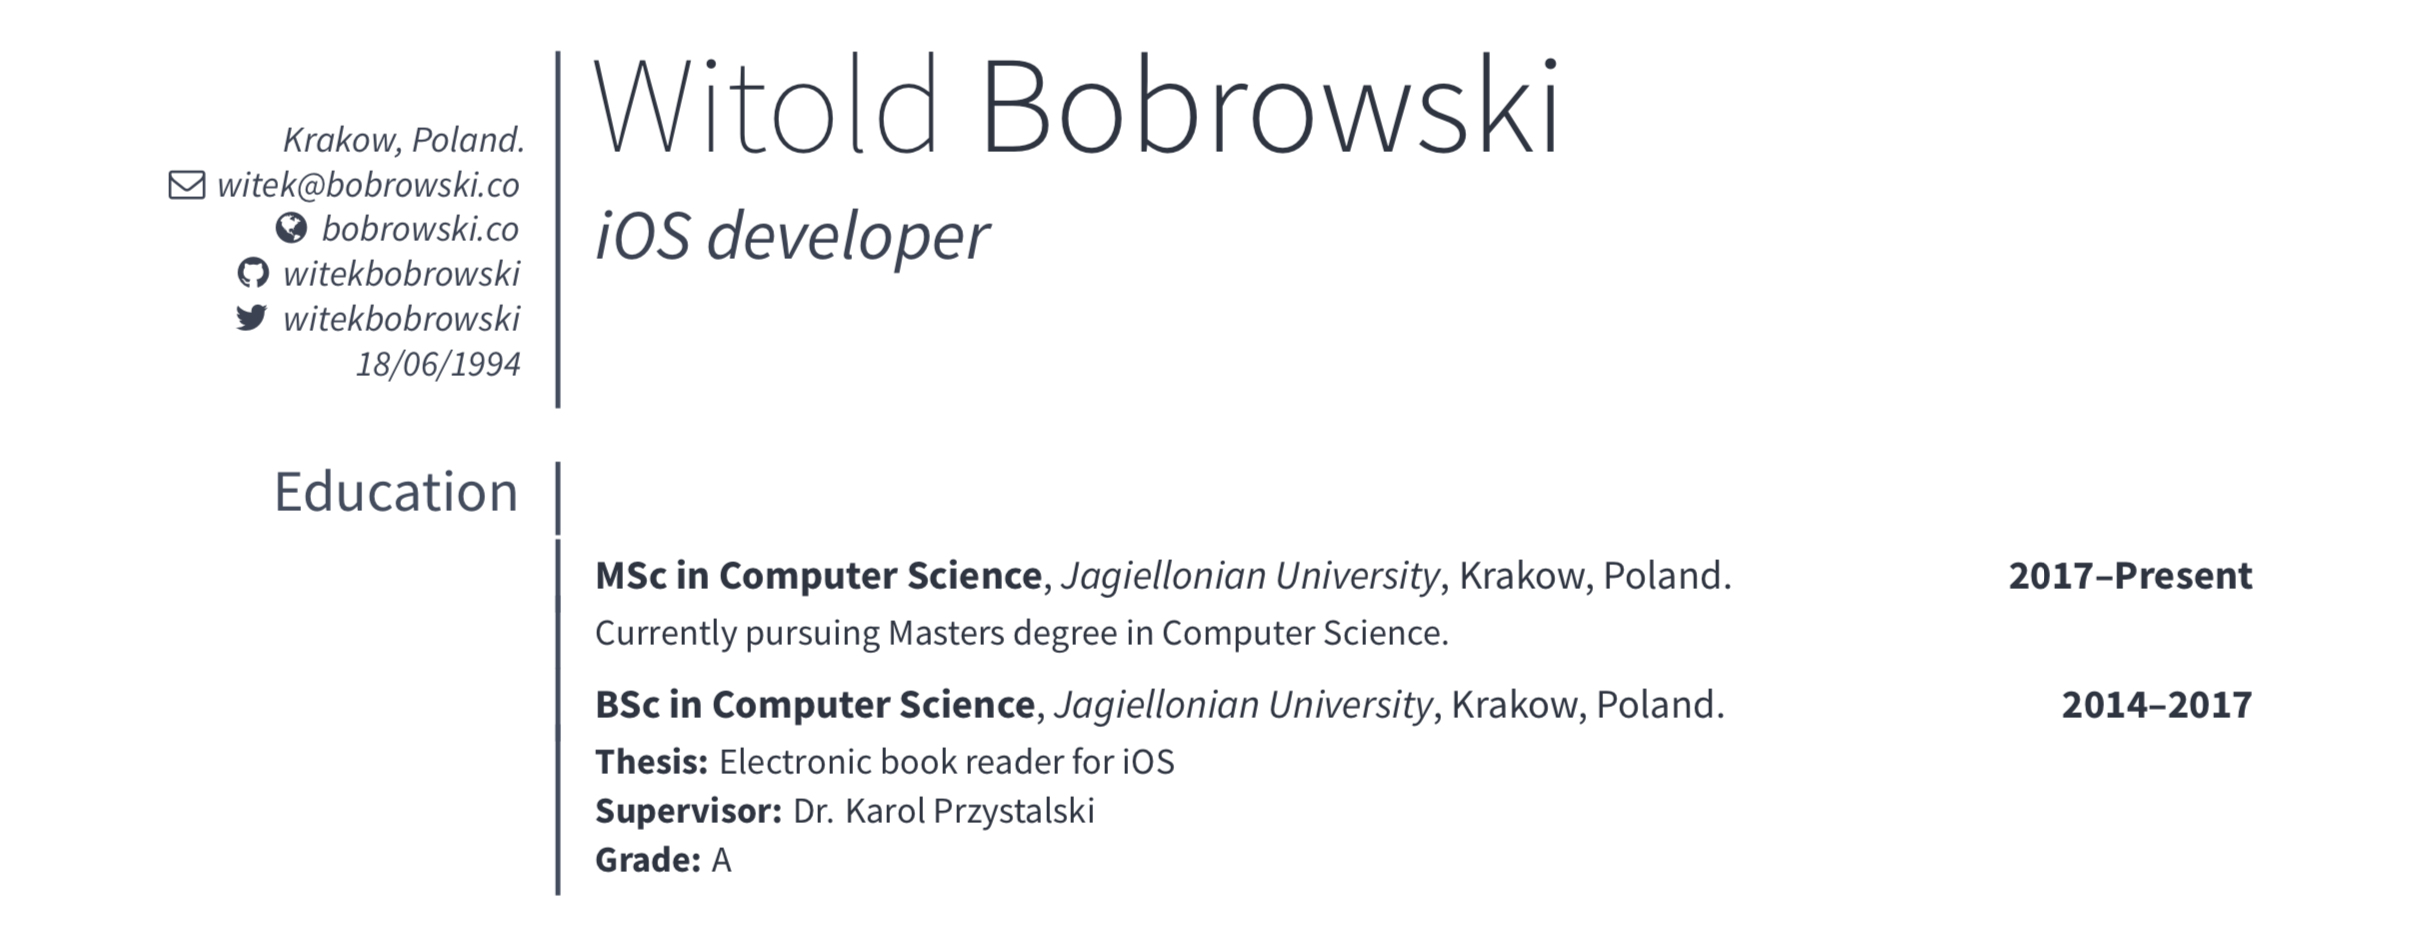 Witold Bobrowski
iOS developer
Krakow, Poland.
witek@bobrowski.co
bobrowski.co
witekbobrowski
witekbobrowski
18/06/1994
Education
MSc in Computer Science, Jagiellonian University, Krakow, Poland. 2017–Present
Currently pursuing Masters degree in Computer Science.
BSc in Computer Science, Jagiellonian University, Krakow, Poland. 2014–2017
Thesis: Electronic book reader for iOS
Supervisor: Dr. Karol Przystalski
Grade: A